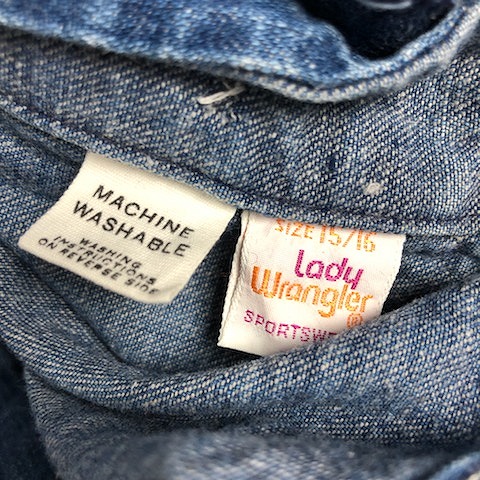 MACHINE
WASHABLE
WASHING
INSTRUCTIONS
ON REVERSE SIDE
SIZE 15/16
lady
Wrangler®